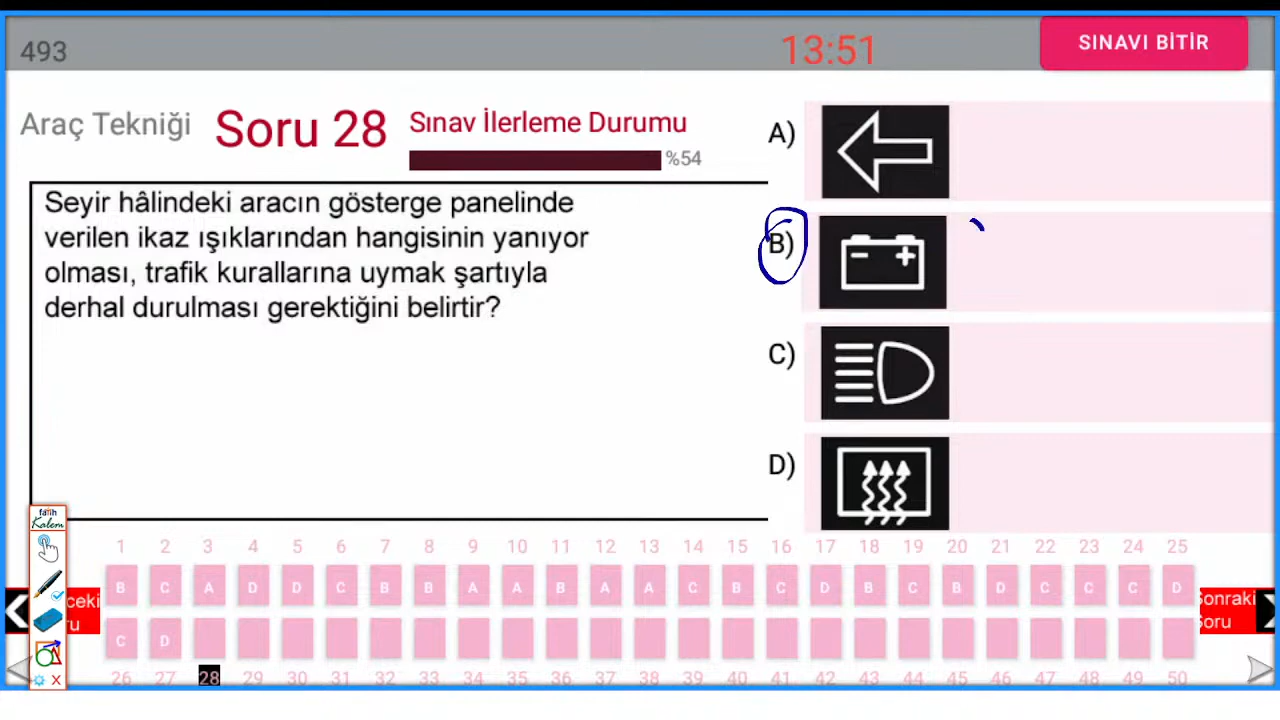 493
13:51
SINAVI BİTİR
Araç Tekniği
Soru 28
Sınav İlerleme Durumu
%54
Seyir hâlindeki aracın gösterge panelinde
verilen ikaz ışıklarından hangisinin yanıyor
olması, trafik kurallarına uymak şartıyla
derhal durulması gerektiğini belirtir?
A)
B)
C)
D)
fatih
Kalem
1 2 3 4 5 6 7 8 9 10 11 12 13 14 15 16 17 18 19 20 21 22 23 24 25
B C A D D C B B A A B A A C B C D B C B D C C C D
ceki
ru
Sonraki
Soru
C D
26 27 28 29 30 31 32 33 34 35 36 37 38 39 40 41 42 43 44 45 46 47 48 49 50